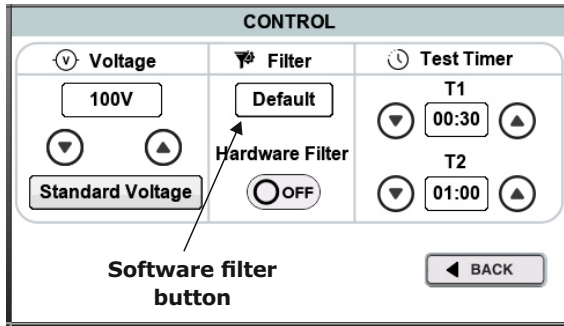 CONTROL
Voltage
100V
Standard Voltage
Filter
Default
Hardware Filter
OFF
Test Timer
T1
00:30
T2
01:00
BACK
Software filter
button